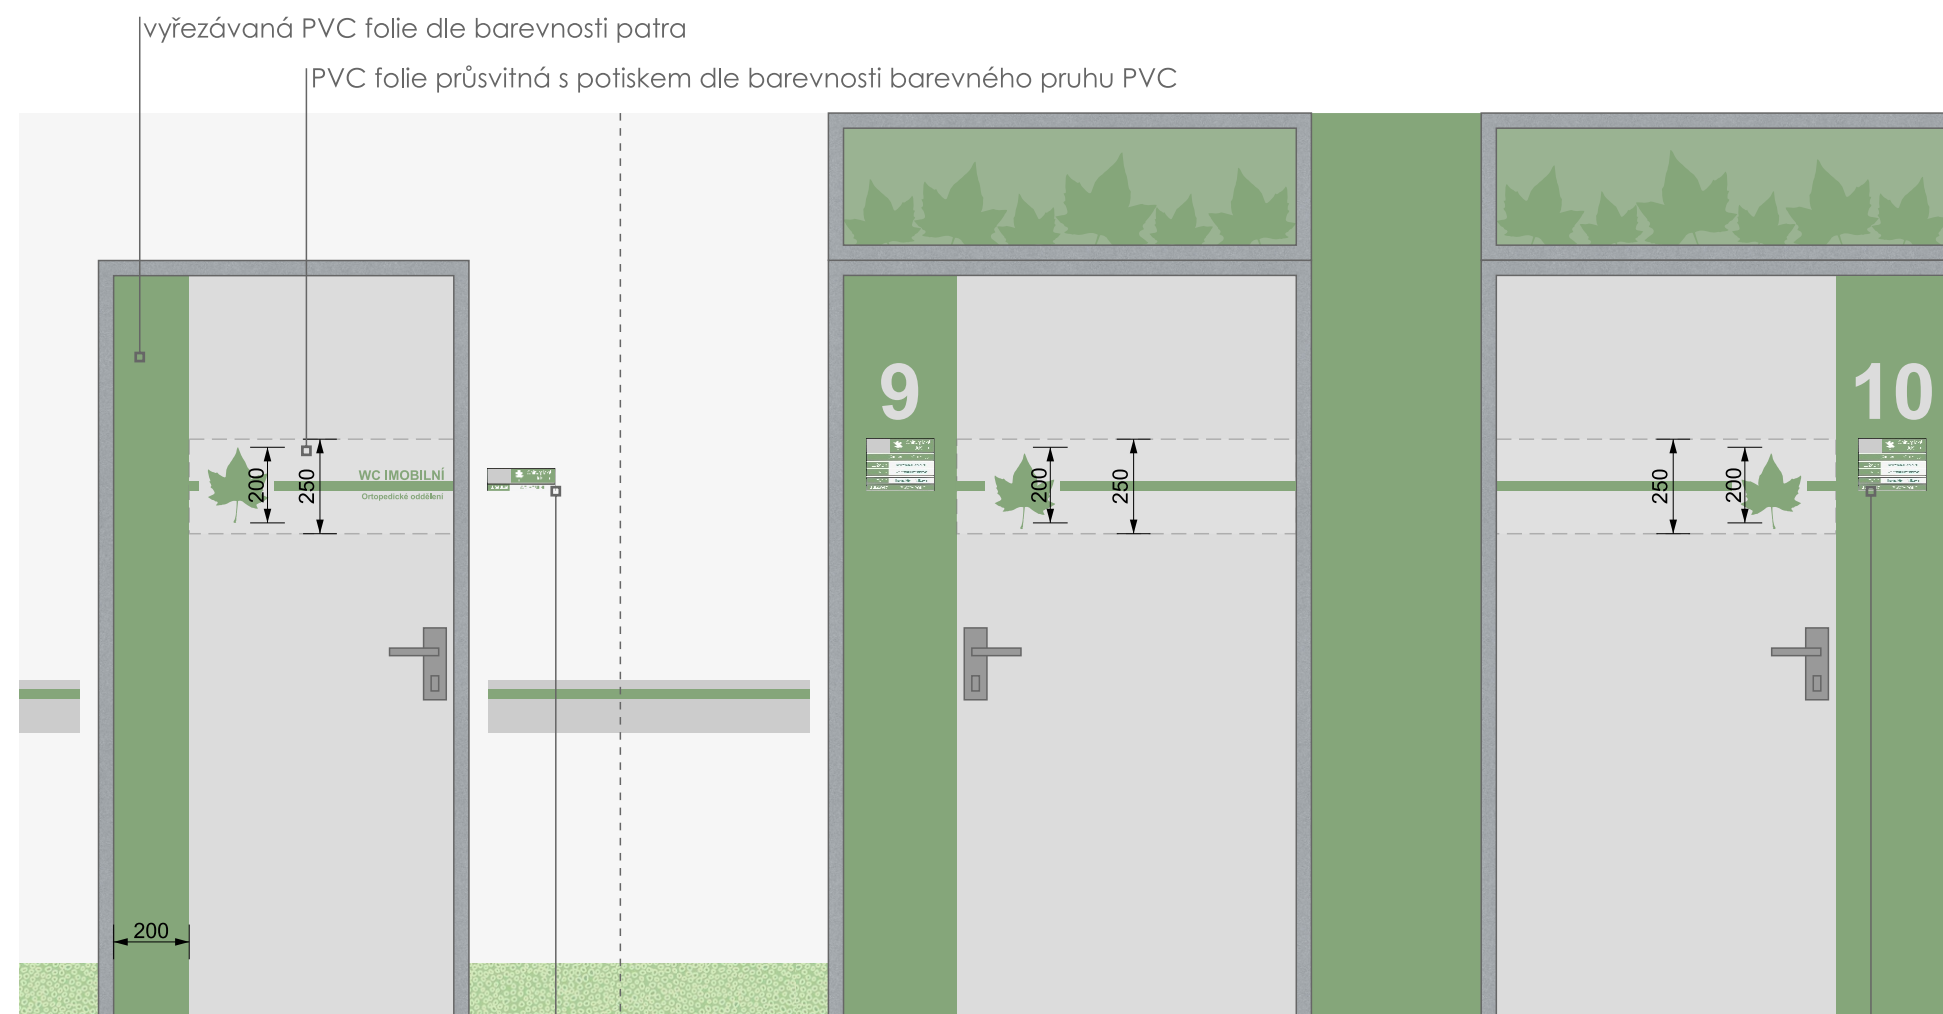 vyřezávaná PVC folie dle barevnosti patra
PVC folie průsvitná s potiskem dle barevnosti barevného pruhu PVC
9
10
200
250
WC IMOBILNÍ
Ortopedické oddělení
200
250
250
200
200